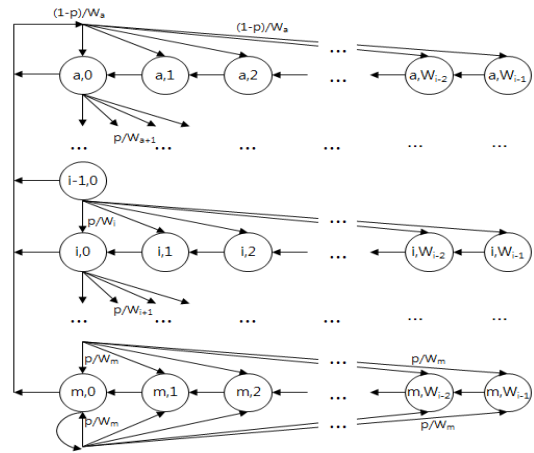 (1-p)/Wₐ (1-p)/Wₐ
...
a,0 a,1 a,2 ... a,Wᵢ₋₂ a,Wᵢ₋₁
p/Wₐ₊₁
... ... ... ... ...
i-1,0
p/Wᵢ
...
i,0 i,1 i,2 ... i,Wᵢ₋₂ i,Wᵢ₋₁
p/Wᵢ₊₁
... ... ... ... ...
p/Wₘ ... p/Wₘ
m,0 m,1 m,2 ... m,Wᵢ₋₂ m,Wᵢ₋₁
p/Wₘ ... p/Wₘ